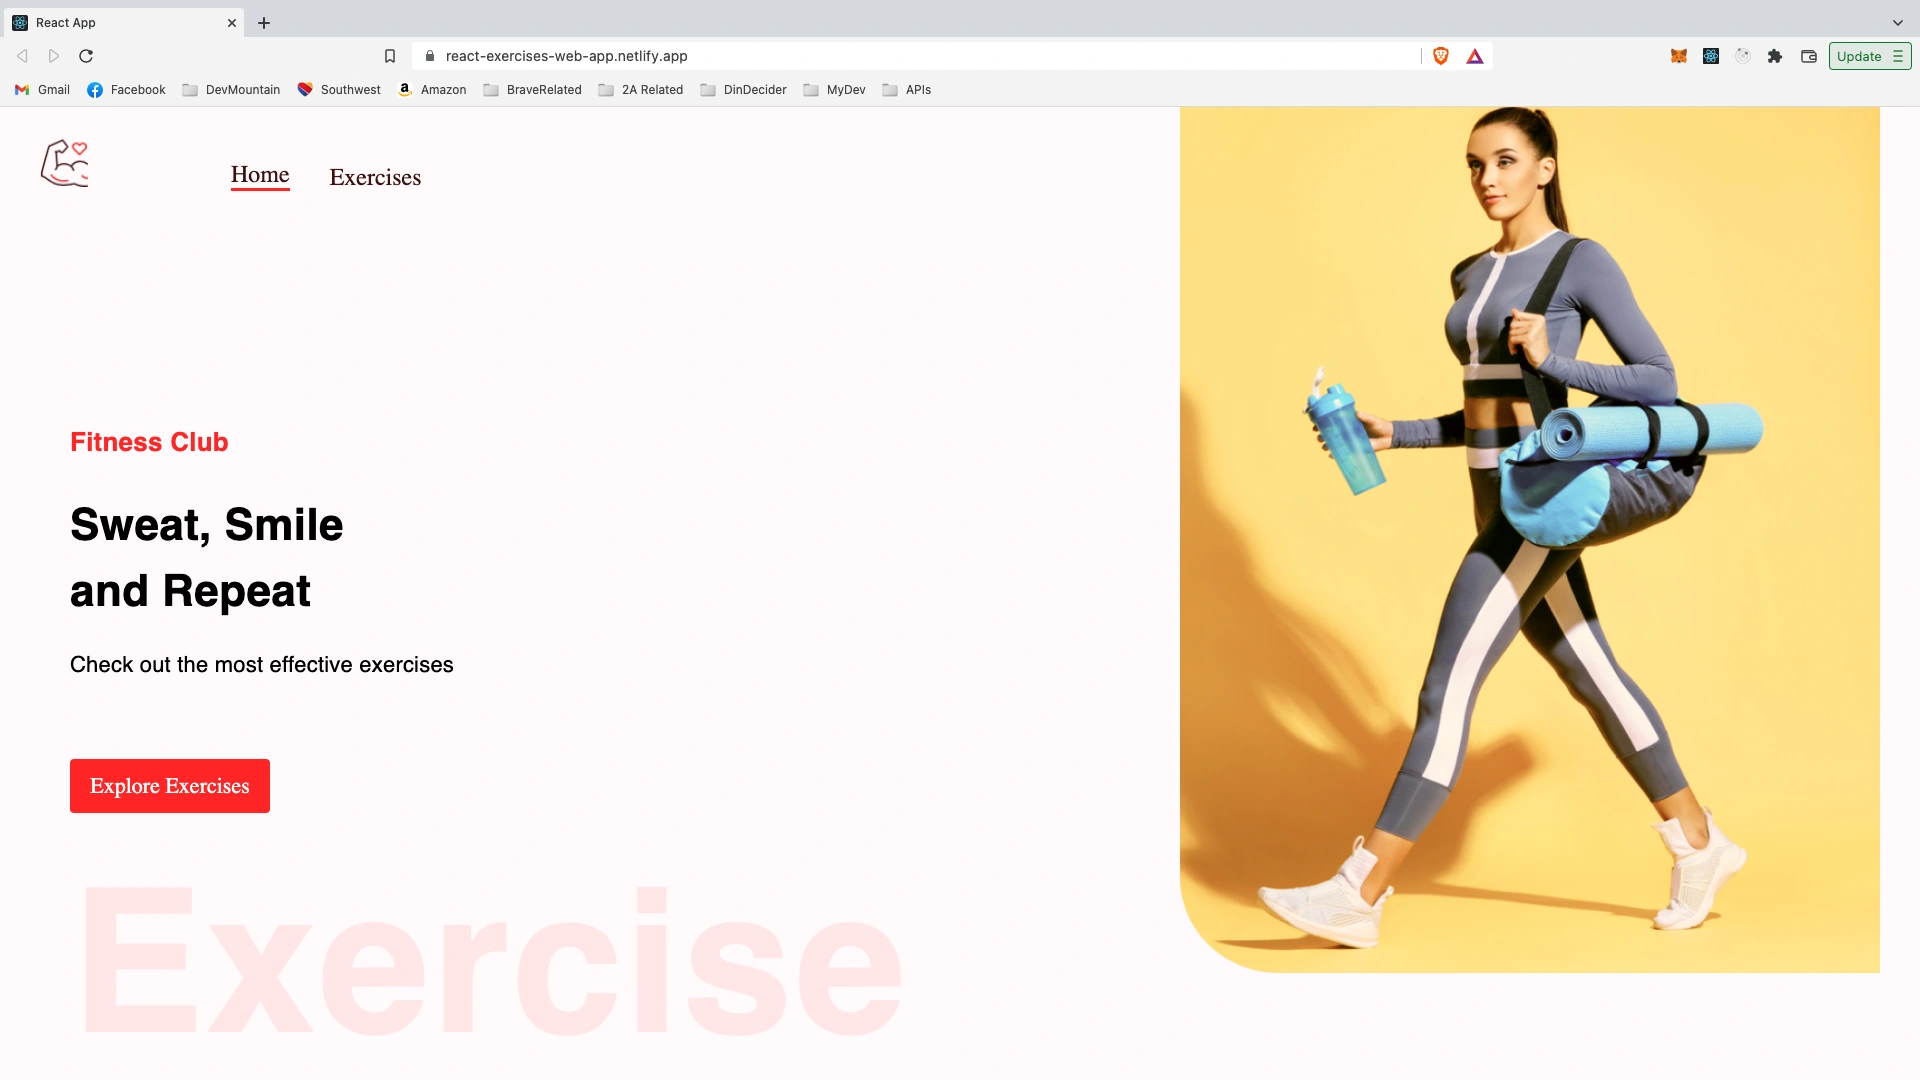 React App
react-exercises-web-app.netlify.app
Update
Gmail Facebook DevMountain Southwest Amazon BraveRelated 2A Related DinDecider MyDev APIs
Home Exercises
Fitness Club
Sweat, Smile
and Repeat
Check out the most effective exercises
Explore Exercises
Exercise